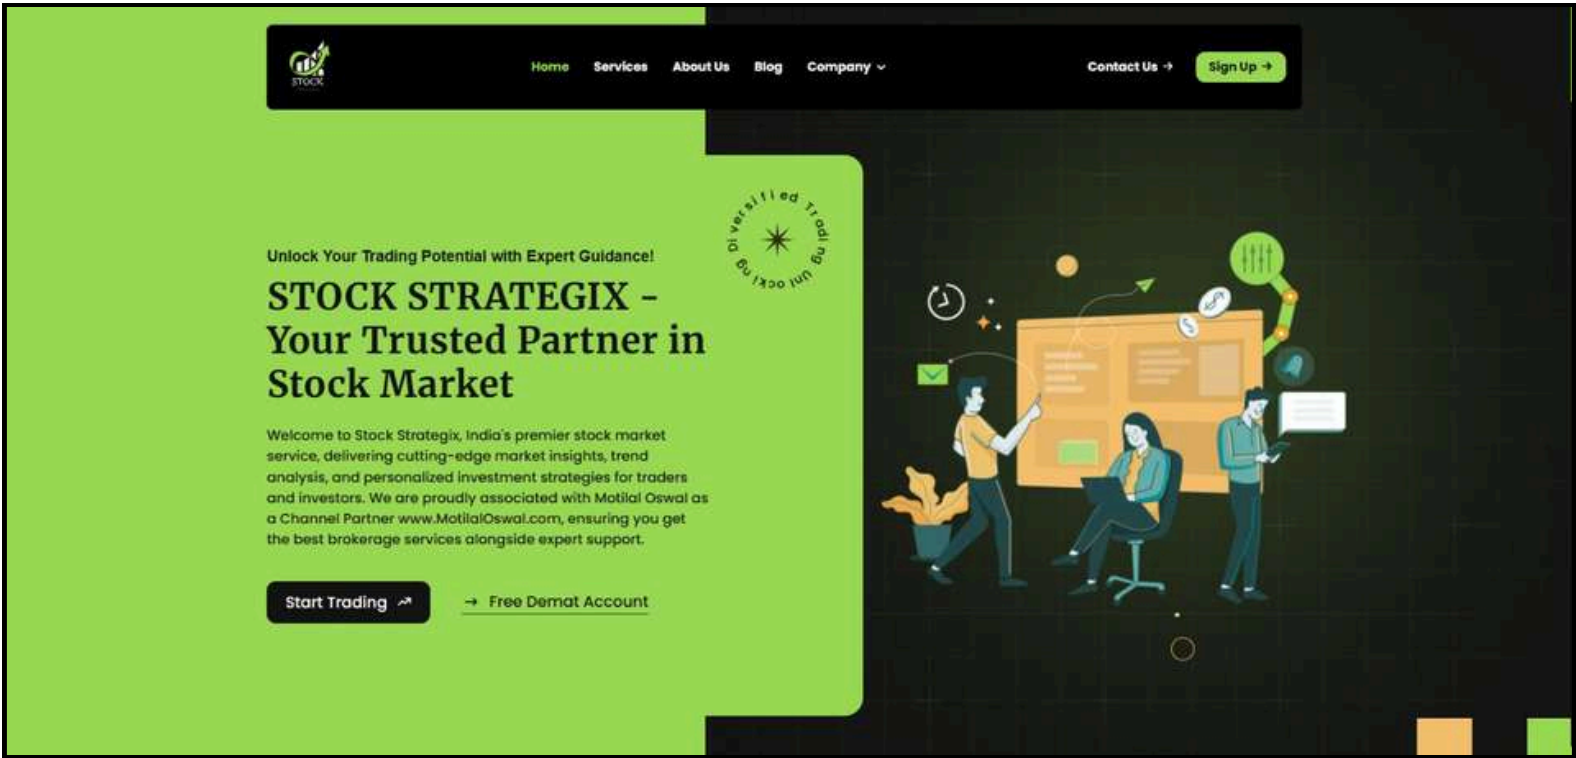 STOCK
Home Services About Us Blog Company Contact Us → Sign Up →
Diversified Trading Unlocking
Unlock Your Trading Potential with Expert Guidance!
STOCK STRATEGIX -
Your Trusted Partner in
Stock Market
Welcome to Stock Strategix, India's premier stock market
service, delivering cutting-edge market insights, trend
analysis, and personalized investment strategies for traders
and investors. We are proudly associated with Motilal Oswal as
a Channel Partner www.MotilalOswal.com, ensuring you get
the best brokerage services alongside expert support.
Start Trading
→ Free Demat Account